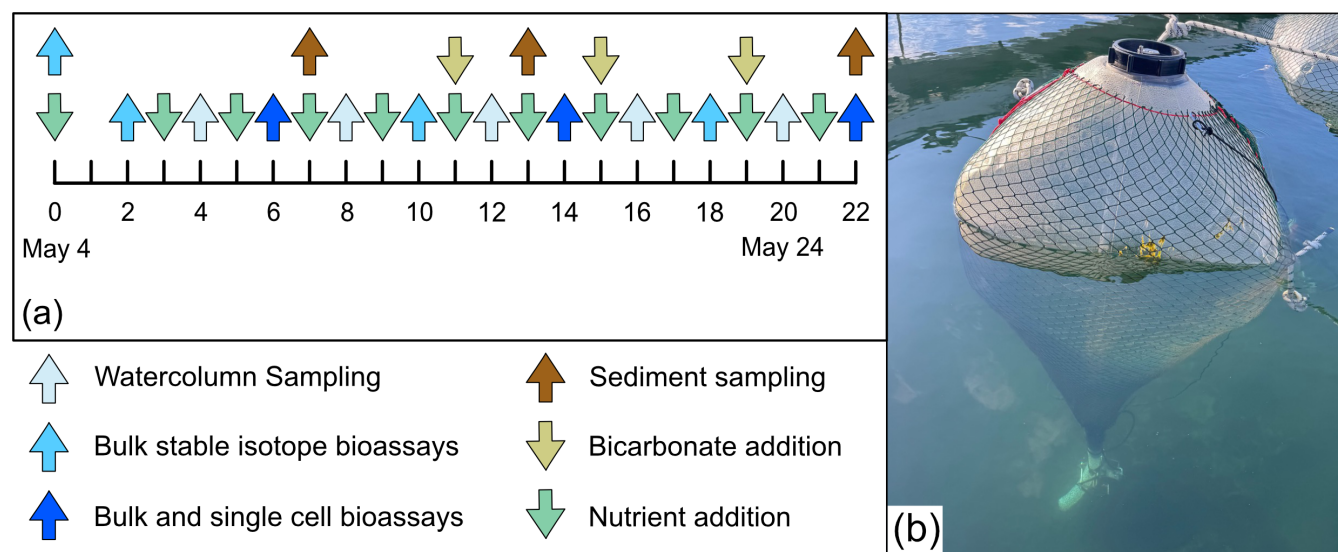 0 2 4 6 8 10 12 14 16 18 20 22
May 4 May 24
(a)
Watercolumn Sampling
Sediment sampling
Bulk stable isotope bioassays
Bicarbonate addition
Bulk and single cell bioassays
Nutrient addition
(b)